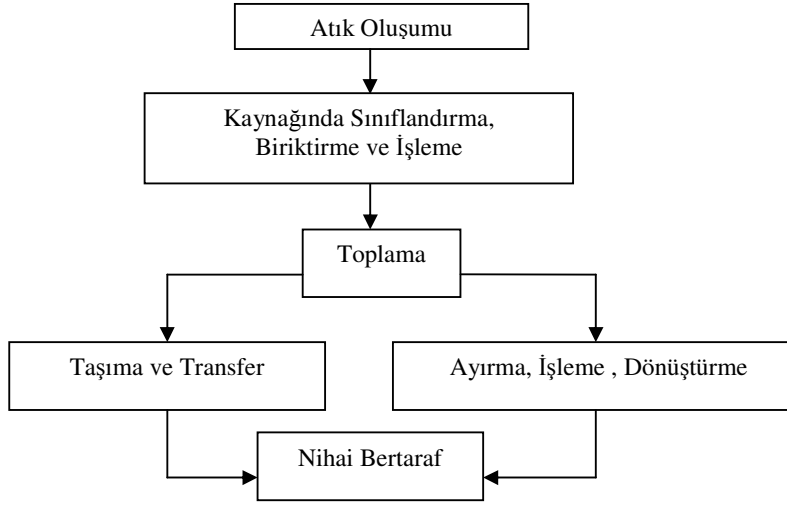 Atık Oluşumu
Kaynağında Sınıflandırma,
Biriktirme ve İşleme
Toplama
Taşıma ve Transfer
Ayırma, İşleme , Dönüştürme
Nihai Bertaraf